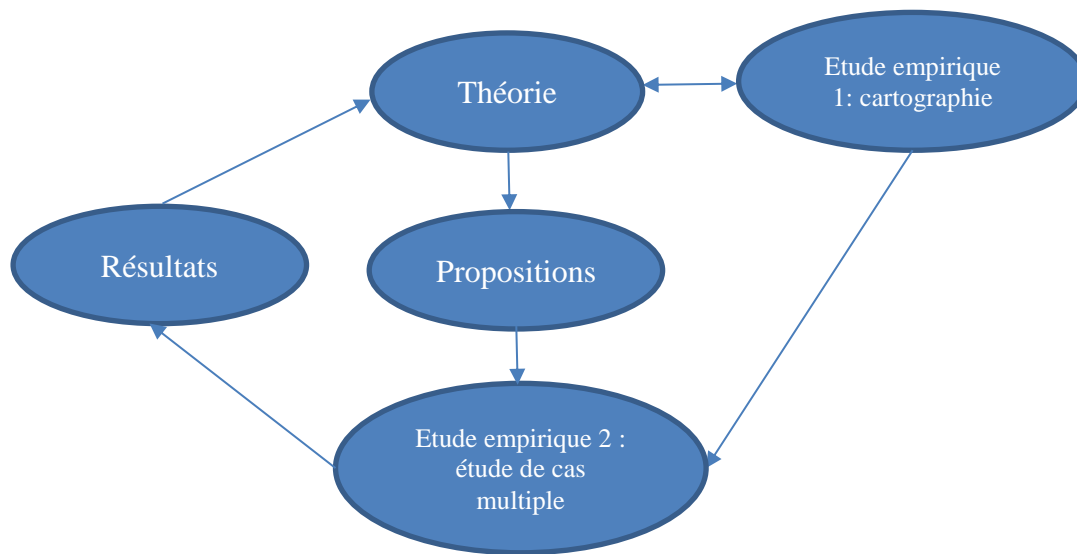 Théorie
Etude empirique
1: cartographie
Résultats
Propositions
Etude empirique 2 :
étude de cas
multiple